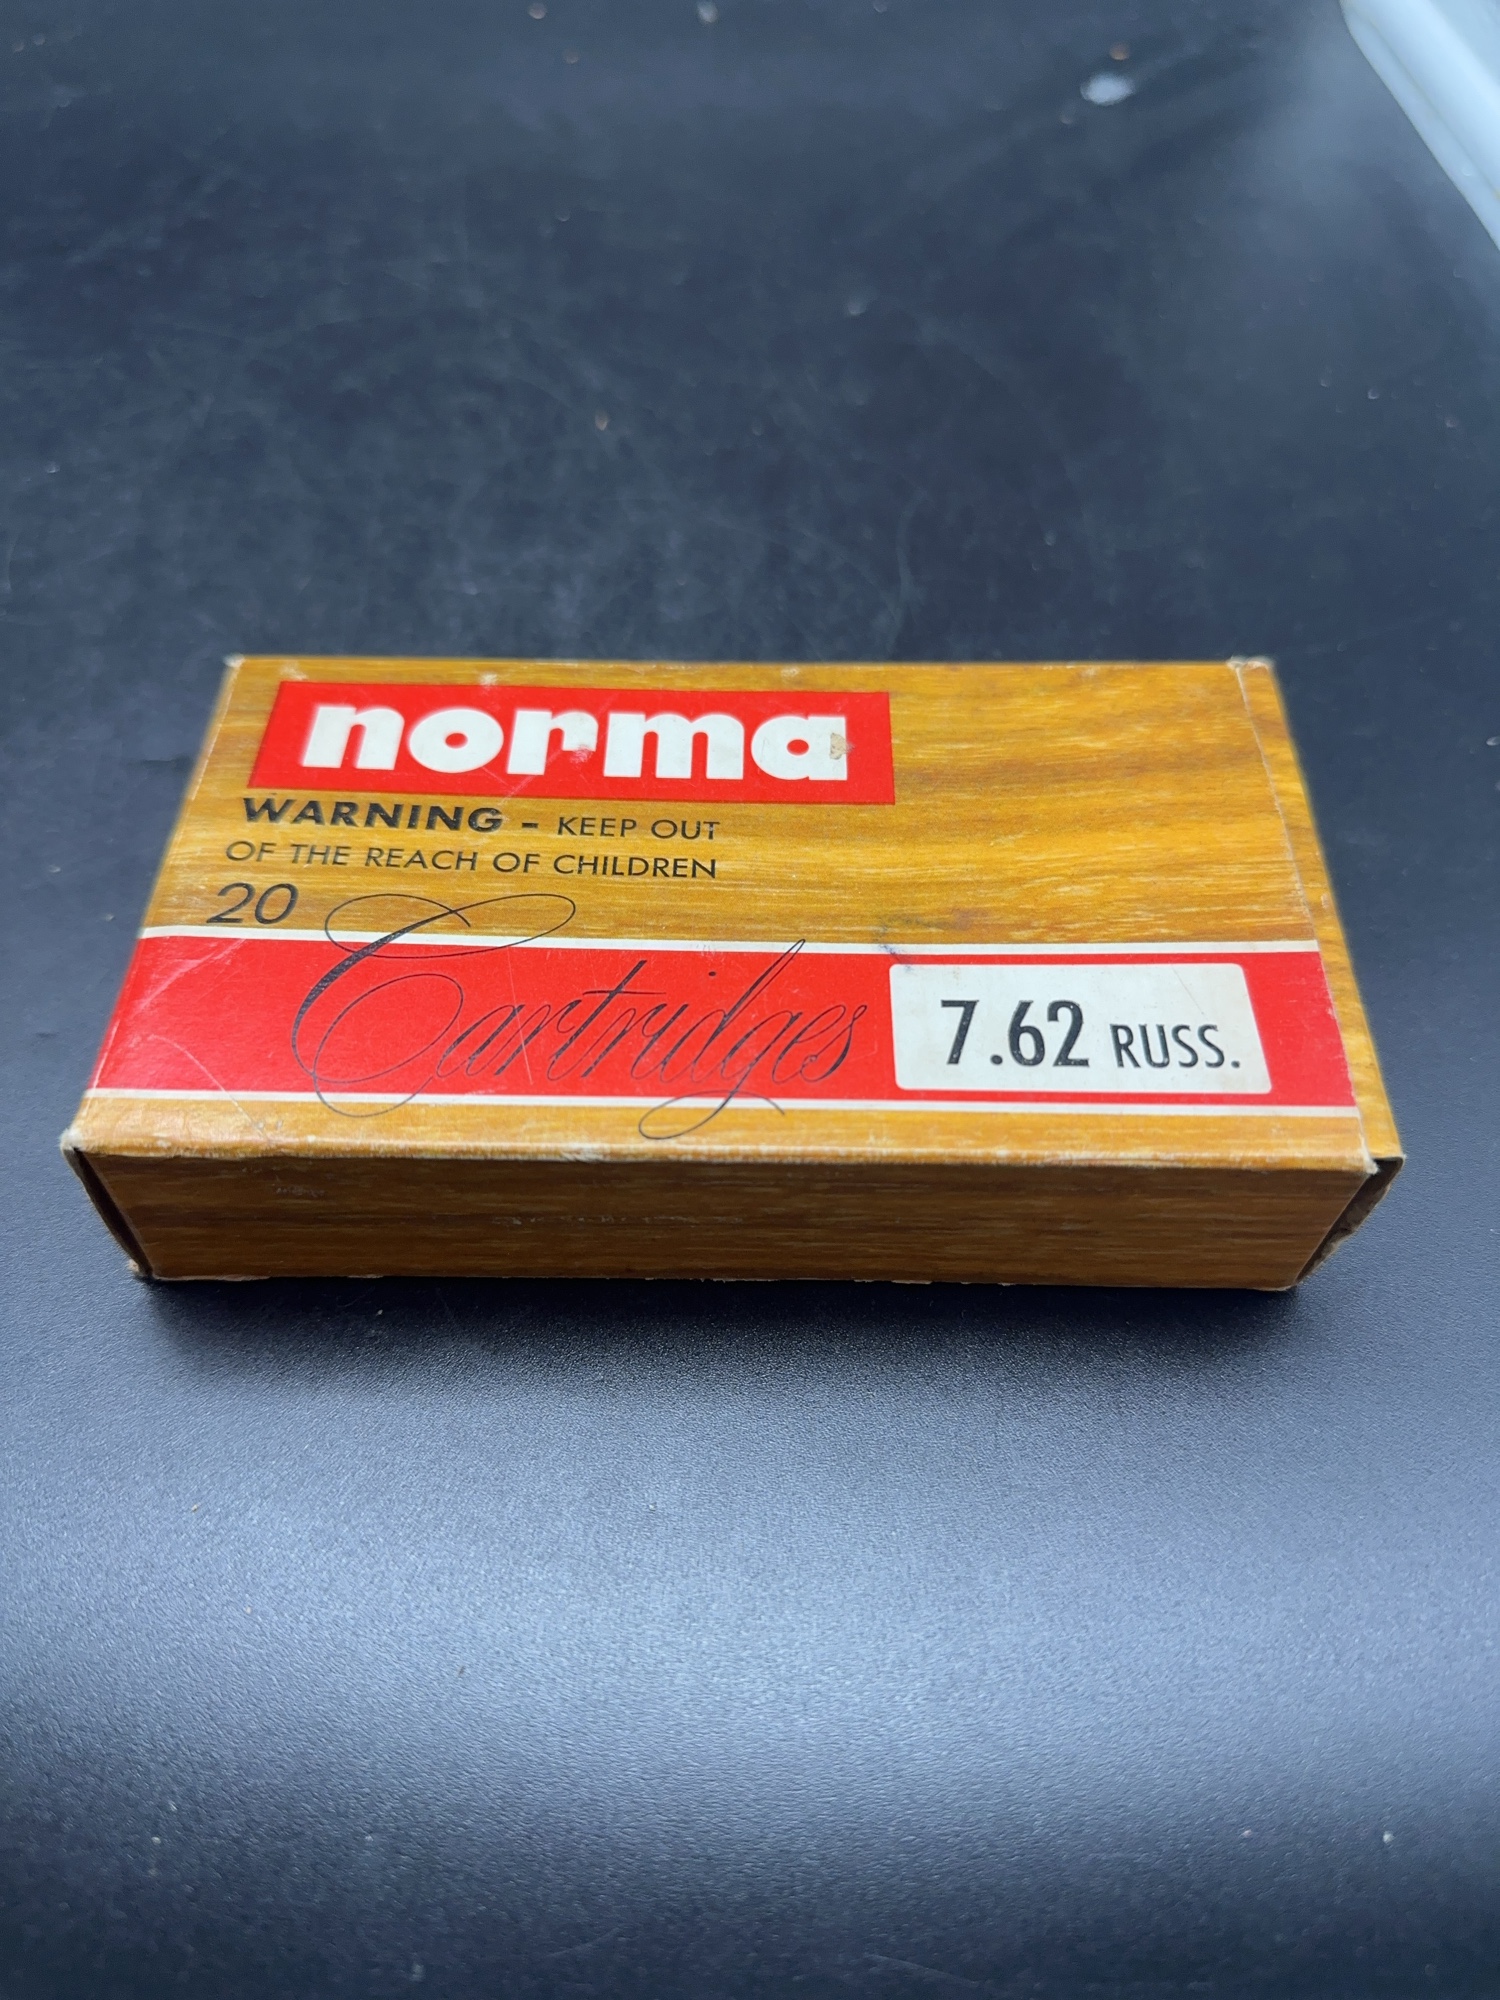 norma
WARNING - KEEP OUT
OF THE REACH OF CHILDREN
20 Cartridges
7.62 RUSS.